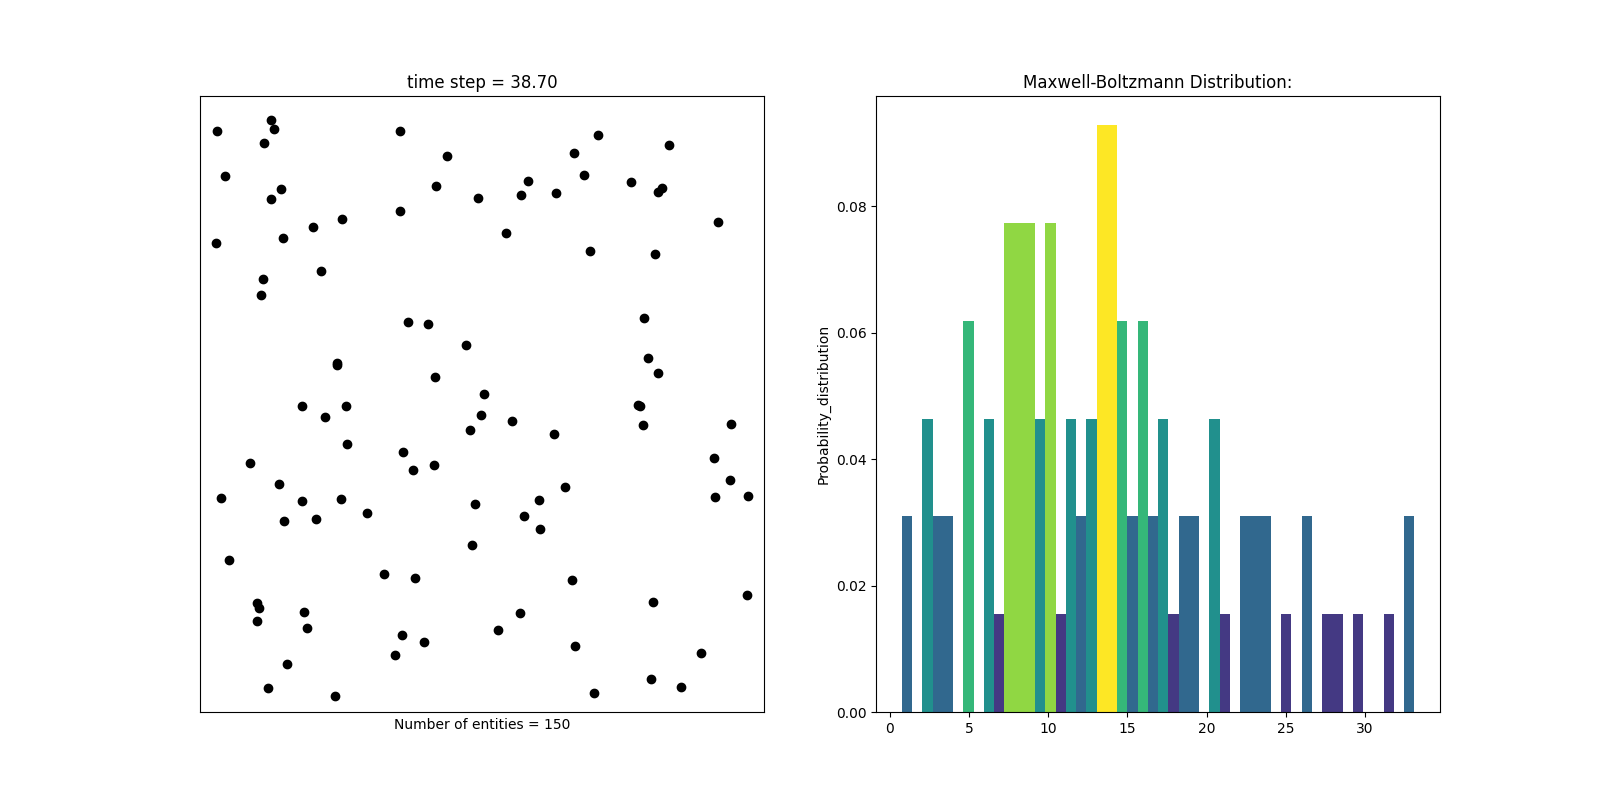 time step = 38.70
Number of entities = 150
Maxwell-Boltzmann Distribution:
Probability_distribution
0.08
0.06
0.04
0.02
0.00
0 5 10 15 20 25 30